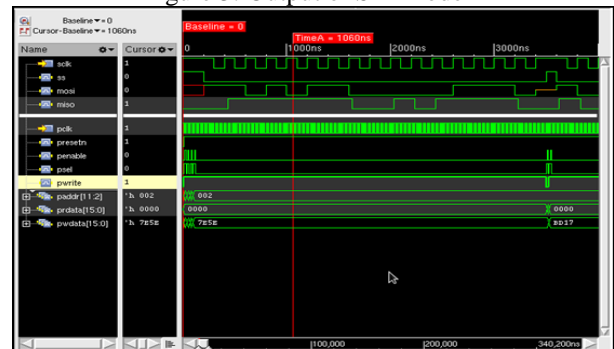 Baseline = 0
Cursor-Baseline = 1060ns
Baseline = 0
TimeA = 1060ns
Name
Cursor
0
1000ns
2000ns
3000ns
sclk 1
ss 0
mosi 0
miso 1
pclk 1
presetn 1
penable 0
psel 0
pwrite 1
paddr[11:2] 'h 002 002
prdata[15:0] 'h 0000 0000 0000
pwdata[15:0] 'h 7E5E 7E5E BD17
100,000
200,000
340,200ns